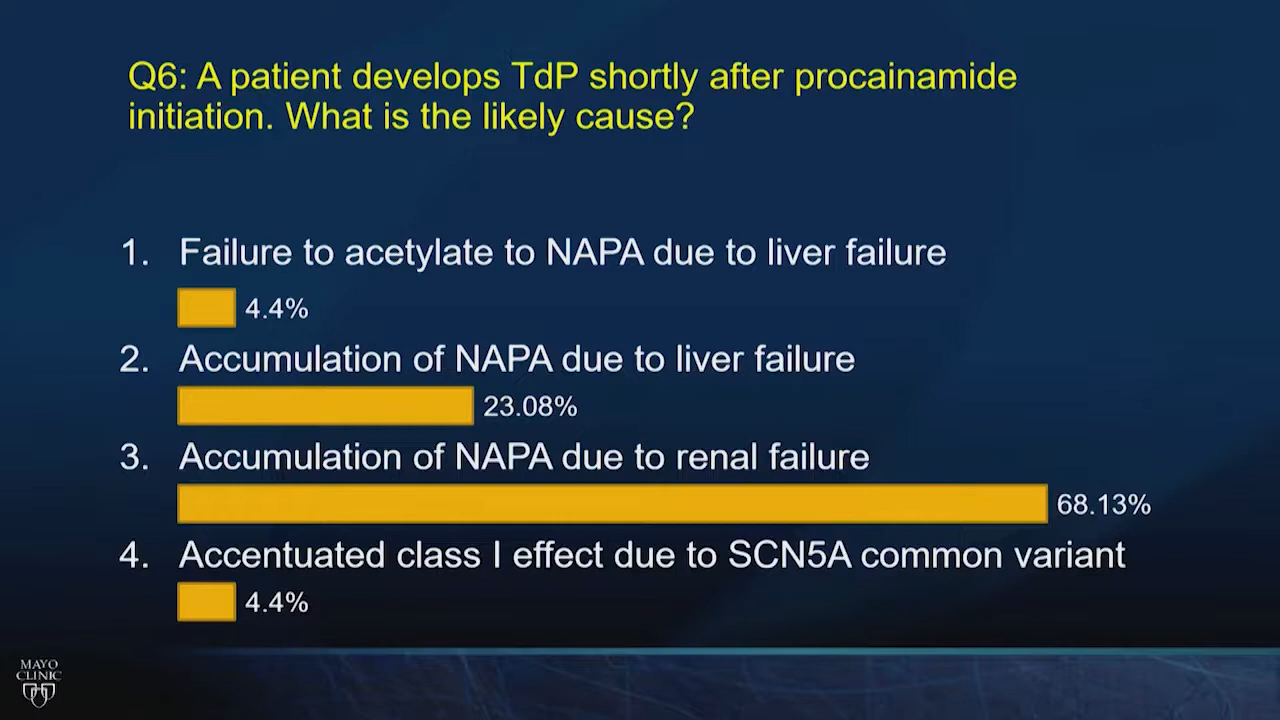 Q6: A patient develops TdP shortly after procainamide
initiation. What is the likely cause?
1. Failure to acetylate to NAPA due to liver failure
4.4%
2. Accumulation of NAPA due to liver failure
23.08%
3. Accumulation of NAPA due to renal failure
68.13%
4. Accentuated class I effect due to SCN5A common variant
4.4%
MAYO
CLINIC